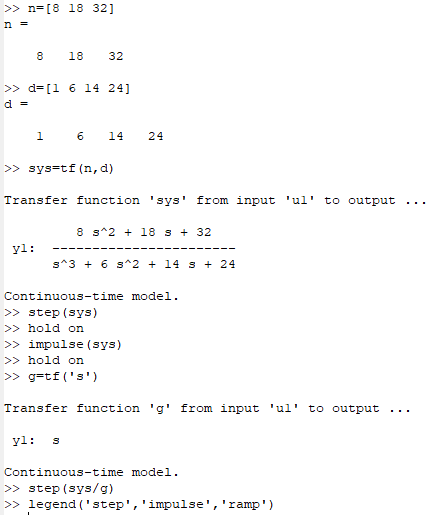 >> n=[8 18 32]
n =
8 18 32
>> d=[1 6 14 24]
d =
1 6 14 24
>> sys=tf(n,d)
Transfer function 'sys' from input 'u1' to output ...
8 s^2 + 18 s + 32
y1: -----------------------
s^3 + 6 s^2 + 14 s + 24
Continuous-time model.
>> step(sys)
>> hold on
>> impulse(sys)
>> hold on
>> g=tf('s')
Transfer function 'g' from input 'u1' to output ...
y1: s
Continuous-time model.
>> step(sys/g)
>> legend('step','impulse','ramp')